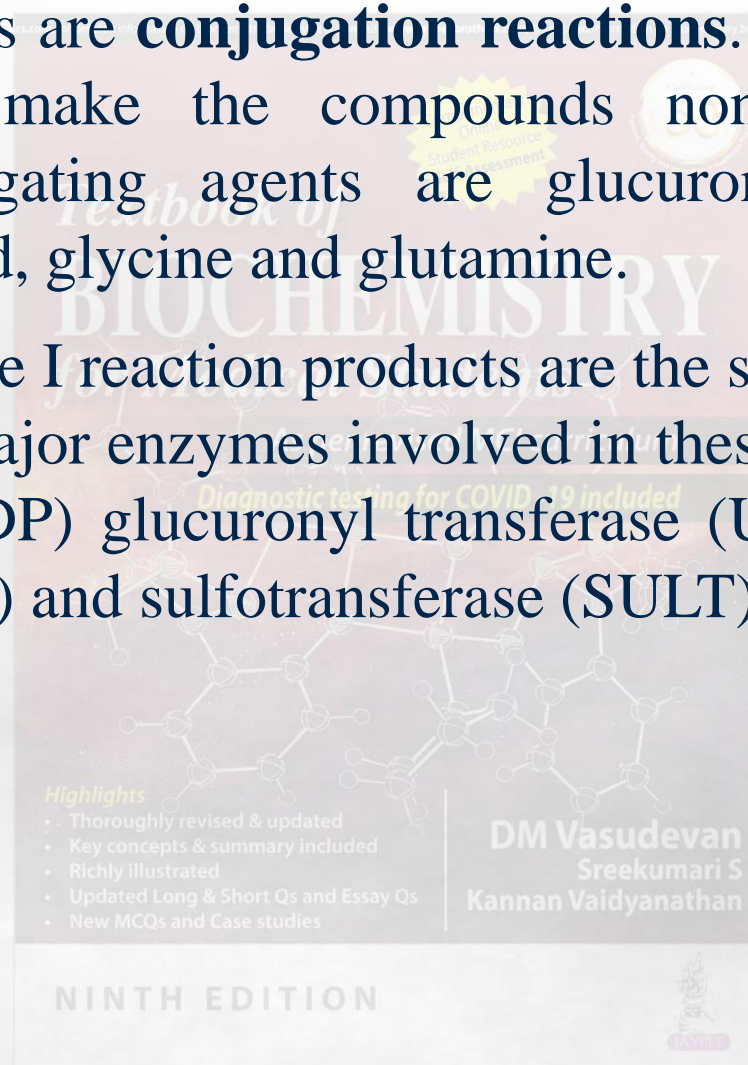 s are conjugation reactions.
make the compounds non
gating agents are glucuron
d, glycine and glutamine.
e I reaction products are the s
ajor enzymes involved in thes
DP) glucuronyl transferase (U
) and sulfotransferase (SULT)
Online
Student Resource
Assessment
Textbook of
BIOCHEMISTRY
for Medical Students
Diagnostic testing for COVID-19 included
Highlights
• Thoroughly revised & updated
• Key concepts & summary included
• Richly illustrated
• Updated Long & Short Qs and Essay Qs
• New MCQs and Case studies
DM Vasudevan
Sreekumari S
Kannan Vaidyanathan
NINTH EDITION
JAYPEE